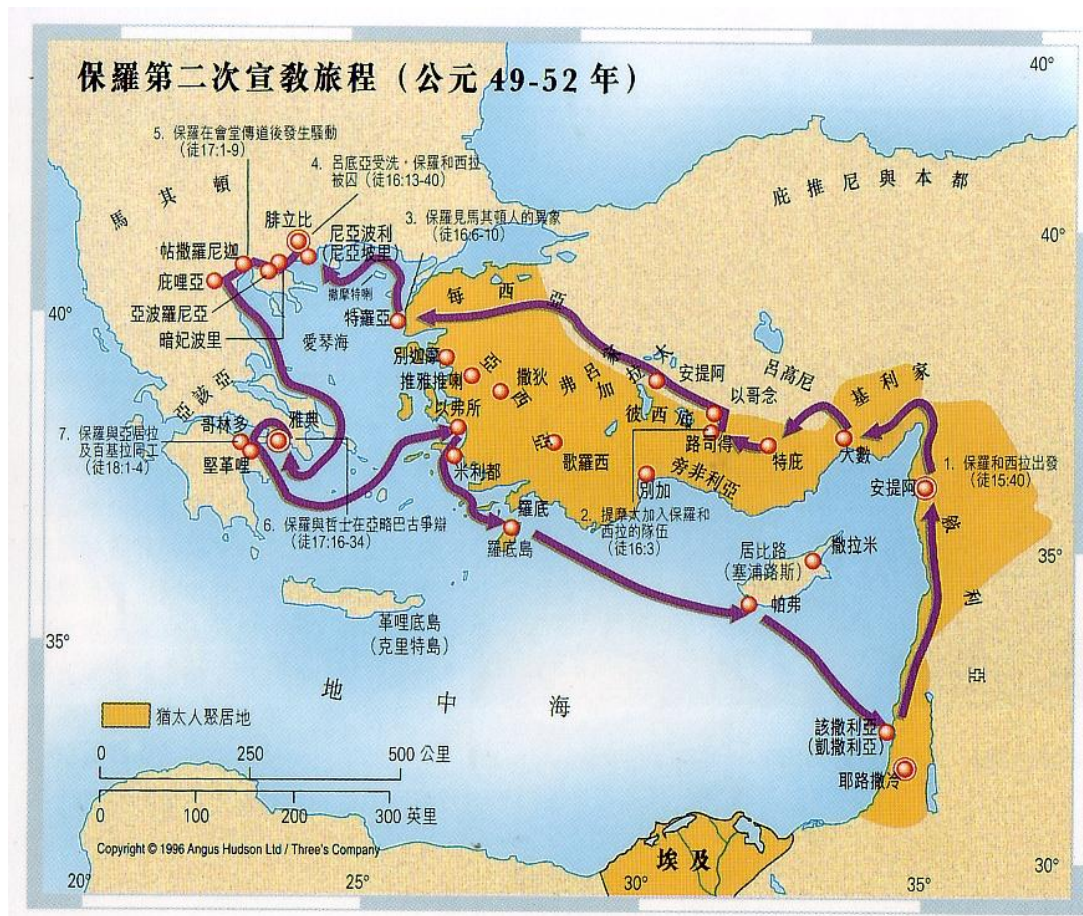 保羅第二次宣教旅程（公元 49-52 年）
40°
5. 保羅在會堂傳道後發生騷動
（徒17:1-9）
4. 呂底亞受洗，保羅和西拉
被囚（徒16:13-40）
3. 保羅見馬其頓人的異象
（徒16:6-10）
馬其頓
庇推尼與本都
腓立比
尼亞波利
（尼亞坡里）
帖撒羅尼迦
庇哩亞
亞波羅尼亞
暗妃波里
撒摩特喇
特羅亞
40°
40°
每西亞
愛琴海
別迦摩
推雅推喇
撒狄
以弗所
亞西亞
弗呂家
加拉太
安提阿
呂高尼
以哥念
彼西底
路司得
特庇
基利家
大數
亞該亞
哥林多
雅典
堅革哩
7. 保羅與亞居拉
及百基拉同工
（徒18:1-4）
米利都
歌羅西
別加
旁非利亞
安提阿
1. 保羅和西拉出發
（徒15:40）
6. 保羅與哲士在亞略巴古爭辯
（徒17:16-34）
2. 提摩太加入保羅和
西拉的隊伍
（徒16:3）
羅底
羅底島
居比路
（塞浦路斯）
撒拉米
帕弗
敘利亞
35°
35°
革哩底島
（克里特島）
地中海
猶太人聚居地
該撒利亞
（凱撒利亞）
耶路撒冷
0 250 500 公里
0 100 200 300 英里
Copyright © 1996 Angus Hudson Ltd / Three's Company
埃及
20° 25° 30° 35°
30°